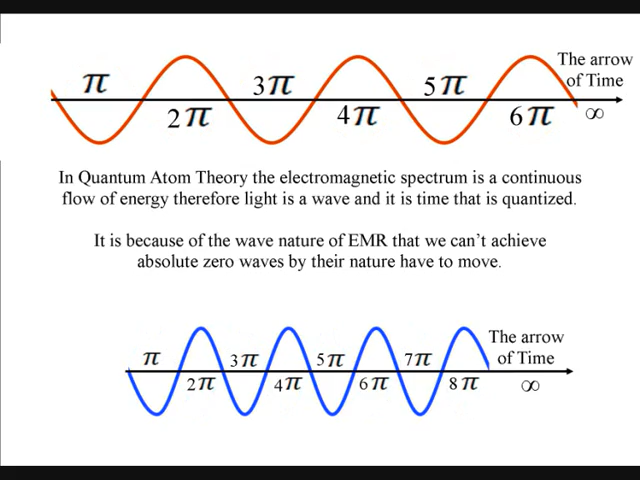 The arrow
of Time
π 3π 5π
2π 4π 6π ∞
In Quantum Atom Theory the electromagnetic spectrum is a continuous
flow of energy therefore light is a wave and it is time that is quantized.
It is because of the wave nature of EMR that we can't achieve
absolute zero waves by their nature have to move.
The arrow
of Time
π 3π 5π 7π
2π 4π 6π 8π ∞